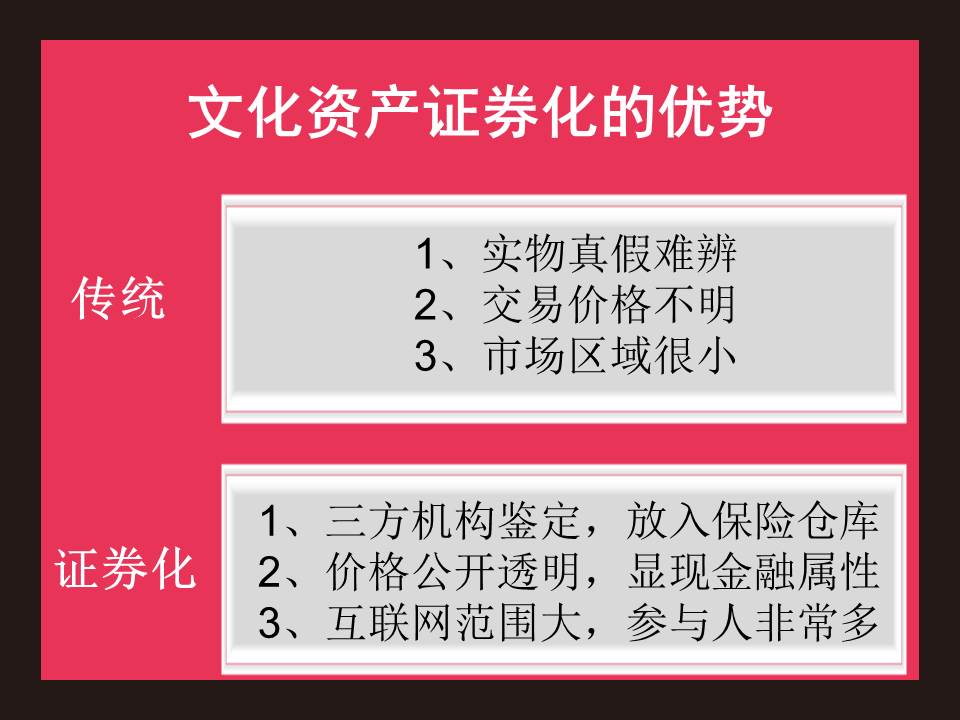 文化资产证券化的优势
传统
1、实物真假难辨
2、交易价格不明
3、市场区域很小
证券化
1、三方机构鉴定，放入保险仓库
2、价格公开透明，显现金融属性
3、互联网范围大，参与人非常多